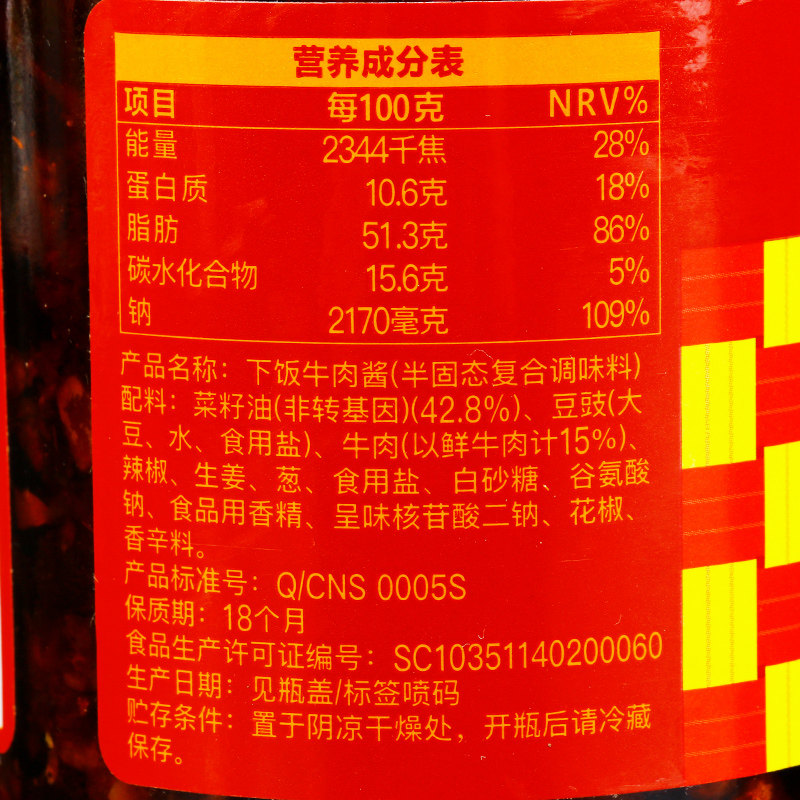 营养成分表
项目 每100克 NRV%
能量 2344千焦 28%
蛋白质 10.6克 18%
脂肪 51.3克 86%
碳水化合物 15.6克 5%
钠 2170毫克 109%
产品名称：下饭牛肉酱(半固态复合调味料)
配料：菜籽油(非转基因)(42.8%)、豆豉(大
豆、水、食用盐)、牛肉(以鲜牛肉计15%)、
辣椒、生姜、葱、食用盐、白砂糖、谷氨酸
钠、食品用香精、呈味核苷酸二钠、花椒、
香辛料。
产品标准号：Q/CNS 0005S
保质期：18个月
食品生产许可证编号：SC10351140200060
生产日期：见瓶盖/标签喷码
贮存条件：置于阴凉干燥处，开瓶后请冷藏
保存。